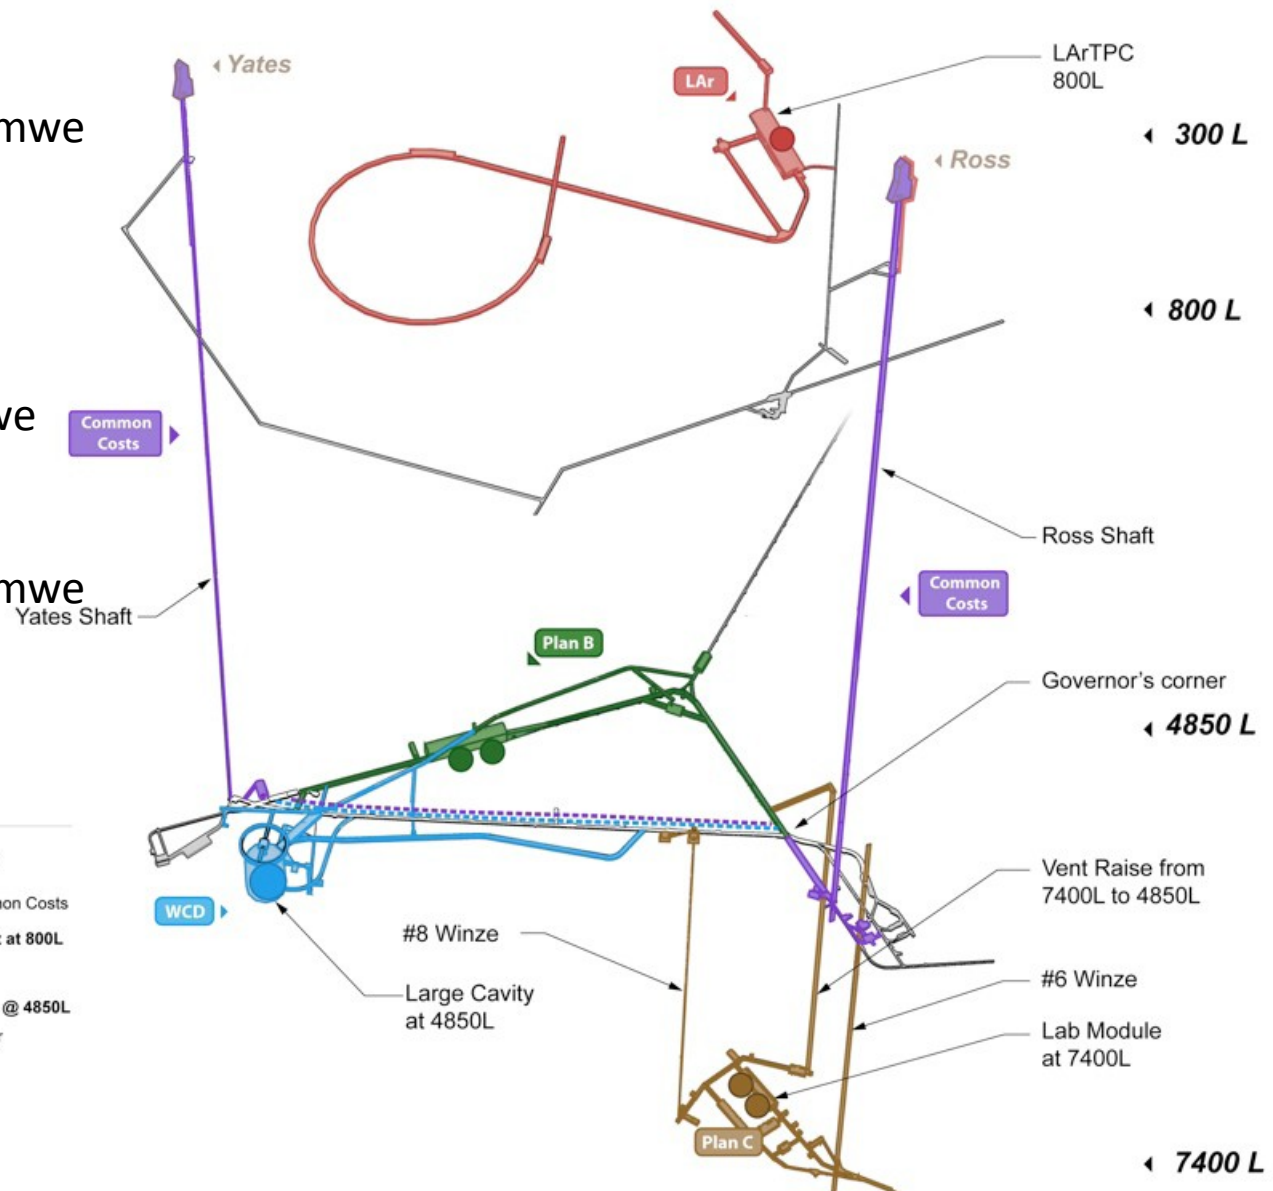 Yates
LAr
LArTPC
800L
mwe
300 L
Ross
800 L
we
Common
Costs
Ross Shaft
mwe
Yates Shaft
Common
Costs
Plan B
Governor's corner
4850 L
Vent Raise from
7400L to 4850L
on Costs
WCD
at 800L
#8 Winze
#6 Winze
Large Cavity
at 4850L
@ 4850L
Lab Module
at 7400L
Plan C
7400 L